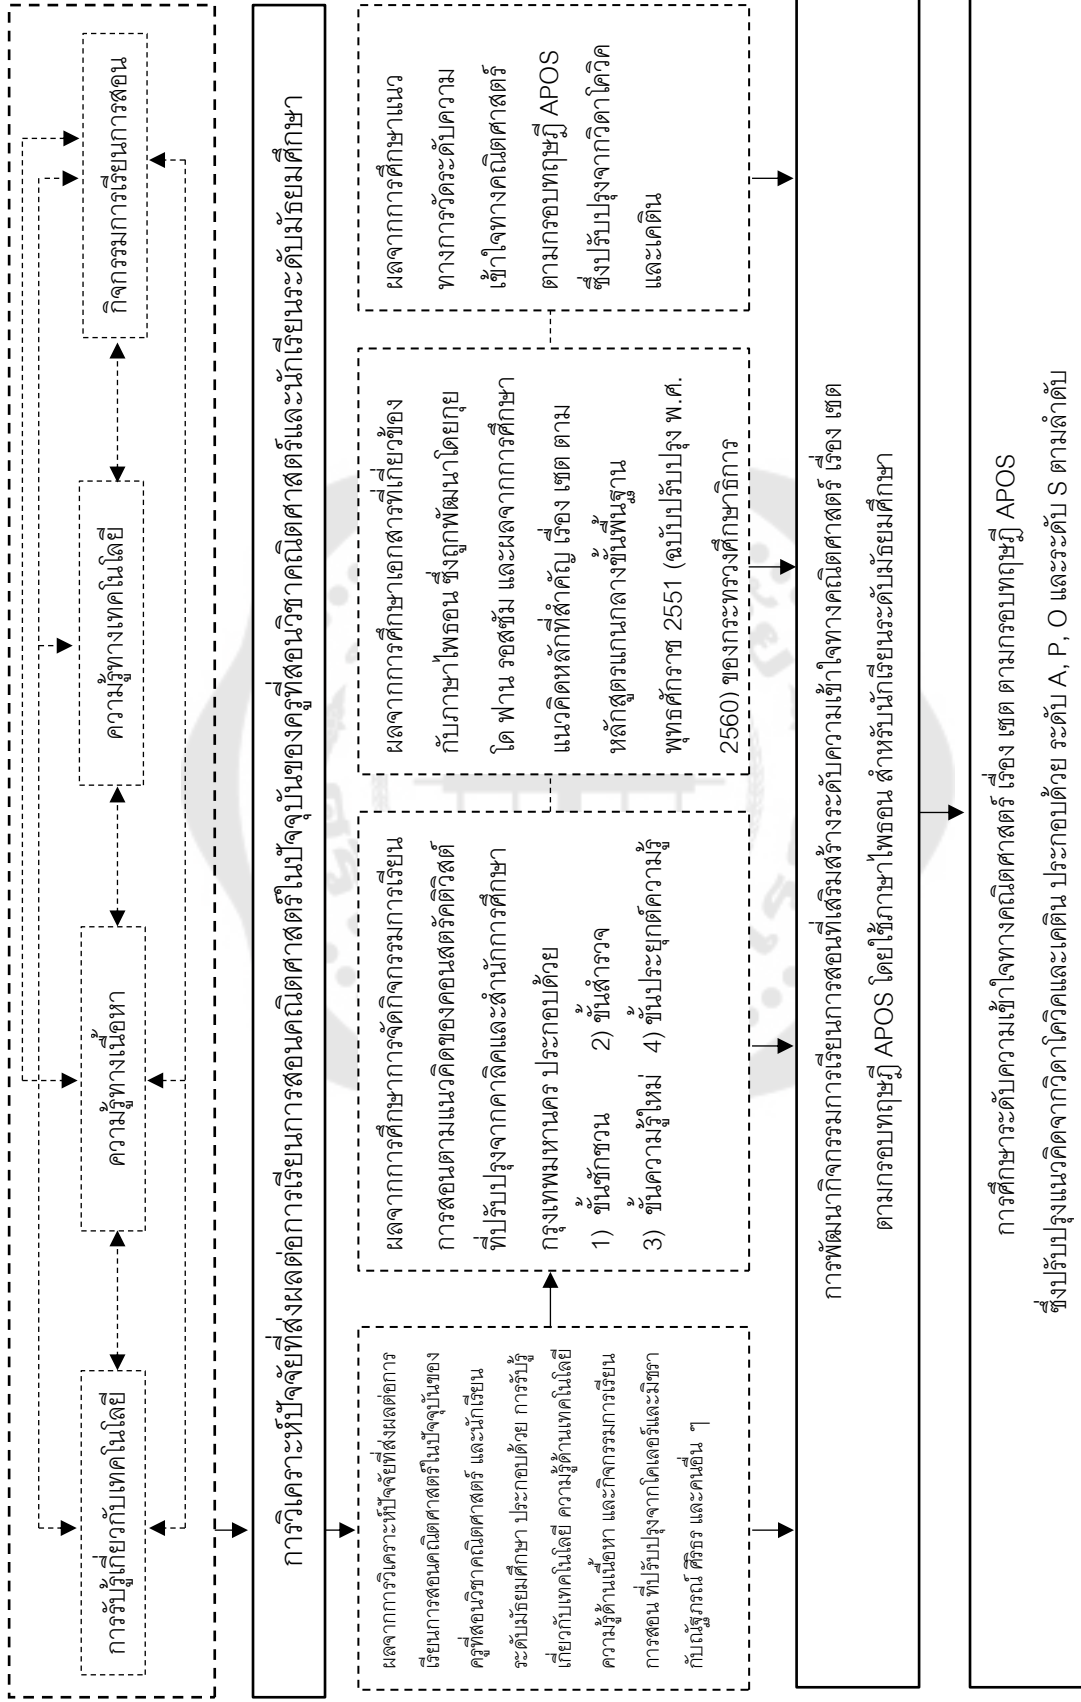 การรับรู้เกี่ยวกับเทคโนโลยี
ความรู้ทางเนื้อหา
ความรู้ทางเทคโนโลยี
กิจกรรมการเรียนการสอน
การวิเคราะห์ปัจจัยที่ส่งผลต่อการเรียนการสอนคณิตศาสตร์ในปัจจุบันของครูที่สอนวิชาคณิตศาสตร์และนักเรียนระดับมัธยมศึกษา
ผลจากการวิเคราะห์ปัจจัยที่ส่งผลต่อการ
เรียนการสอนคณิตศาสตร์ในปัจจุบันของ
ครูที่สอนวิชาคณิตศาสตร์ และนักเรียน
ระดับมัธยมศึกษา ประกอบด้วย การรับรู้
เกี่ยวกับเทคโนโลยี ความรู้ด้านเทคโนโลยี
ความรู้ด้านเนื้อหา และกิจกรรมการเรียน
การสอน ที่ปรับปรุงจากโคเลอร์และมิชรา
กับณัฐภรณ์ ศิริธร และคนอื่น ๆ
ผลจากการศึกษาการจัดกิจกรรมการเรียน
การสอนตามแนวคิดของคอนสตรัคติวิสต์
ที่ปรับปรุงจากคาลิคและสำนักการศึกษา
กรุงเทพมหานคร ประกอบด้วย
1) ขั้นชักชวน 2) ขั้นสำรวจ
3) ขั้นความรู้ใหม่ 4) ขั้นประยุกต์ความรู้
ผลจากการศึกษาเอกสารที่เกี่ยวข้อง
กับภาษาไพธอน ซึ่งถูกพัฒนาโดยกุย
โด ฟาน รอสซัม และผลจากการศึกษา
แนวคิดหลักที่สำคัญ เรื่อง เซต ตาม
หลักสูตรแกนกลางขั้นพื้นฐาน
พุทธศักราช 2551 (ฉบับปรับปรุง พ.ศ.
2560) ของกระทรวงศึกษาธิการ
ผลจากการศึกษาแนว
ทางการวัดระดับความ
เข้าใจทางคณิตศาสตร์
ตามกรอบทฤษฎี APOS
ซึ่งปรับปรุงจากวิดาโควิค
และเคติน
การพัฒนากิจกรรมการเรียนการสอนที่เสริมสร้างระดับความเข้าใจทางคณิตศาสตร์ เรื่อง เซต
ตามกรอบทฤษฎี APOS โดยใช้ภาษาไพธอน สำหรับนักเรียนระดับมัธยมศึกษา
การศึกษาระดับความเข้าใจทางคณิตศาสตร์ เรื่อง เซต ตามกรอบทฤษฎี APOS
ซึ่งปรับปรุงแนวคิดจากวิดาโควิคและเคติน ประกอบด้วย ระดับ A, P, O และระดับ S ตามลำดับ